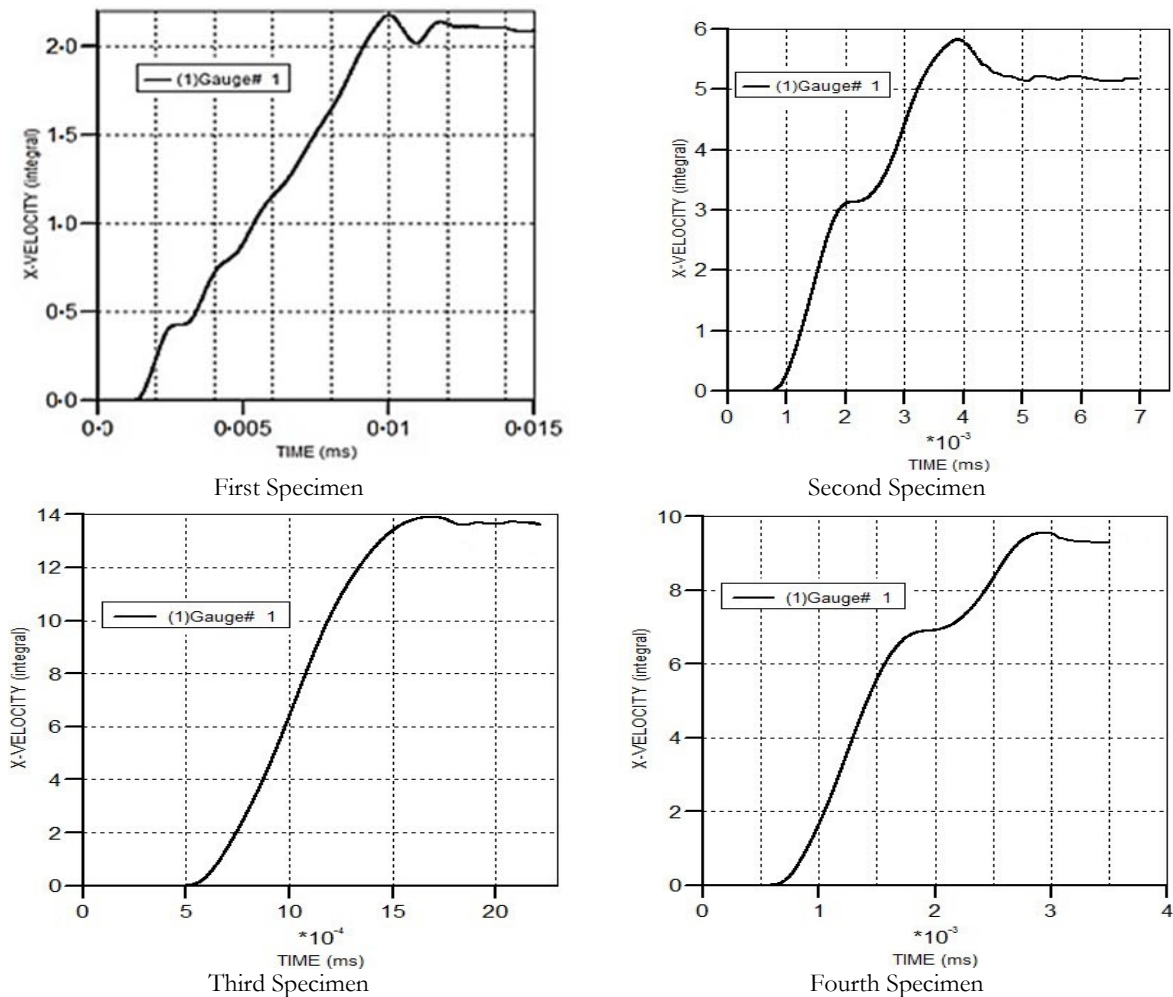 2·0
1·5
1·0
0·5
0·0
X-VELOCITY (integral)
(1)Gauge# 1
0·0 0·005 0·01 0·015
TIME (ms)
First Specimen
6
5
4
3
2
1
0
X-VELOCITY (integral)
(1)Gauge# 1
0 1 2 3 4 5 6 7
*10⁻³
TIME (ms)
Second Specimen
14
12
10
8
6
4
2
0
X-VELOCITY (integral)
(1)Gauge# 1
0 5 10 15 20
*10⁻⁴
TIME (ms)
Third Specimen
10
8
6
4
2
0
X-VELOCITY (integral)
(1)Gauge# 1
0 1 2 3 4
*10⁻³
TIME (ms)
Fourth Specimen